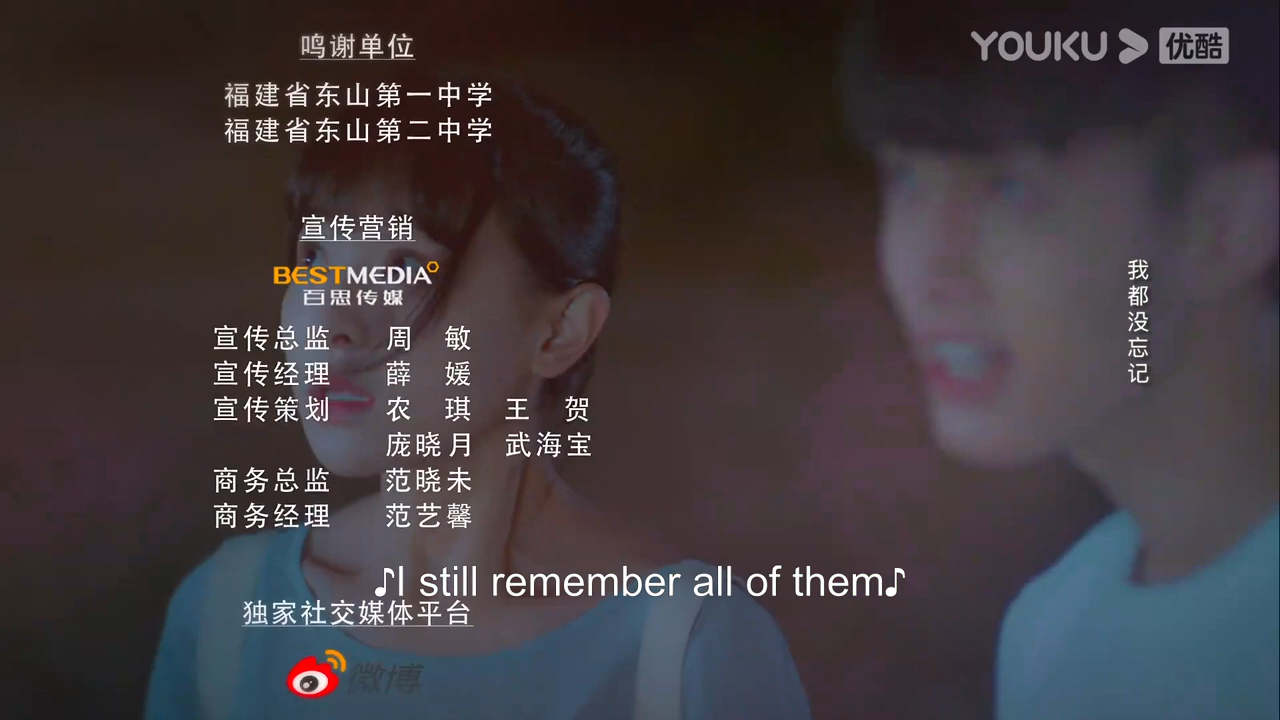 鸣谢单位
福建省东山第一中学
福建省东山第二中学
YOUKU 优酷
宣传营销
BESTMEDIA
百思传媒
宣传总监 周 敏
宣传经理 薛 媛
宣传策划 农 琪 王 贺
庞晓月 武海宝
商务总监 范晓未
商务经理 范艺馨
我都没忘记
♪I still remember all of them♪
独家社交媒体平台
微博